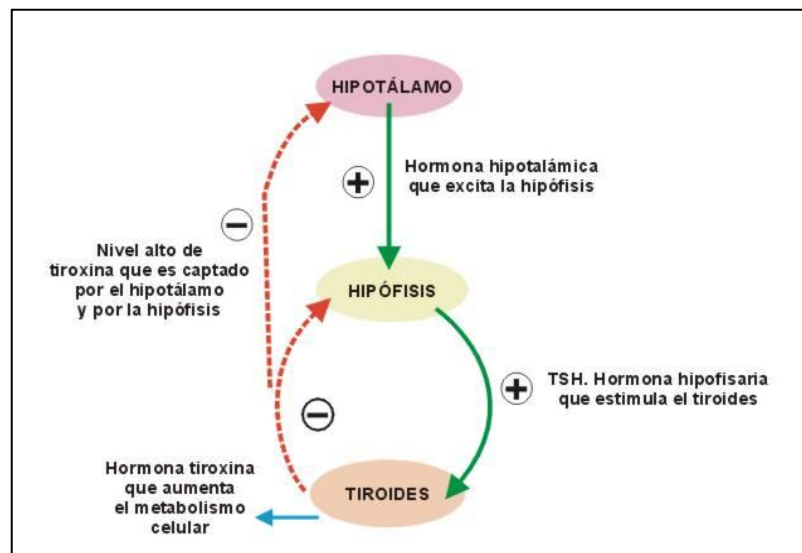 HIPOTÁLAMO
Hormona hipotalámica
que excita la hipófisis
Nivel alto de
tiroxina que es captado
por el hipotálamo
y por la hipófisis
HIPÓFISIS
TSH. Hormona hipofisaria
que estimula el tiroides
Hormona tiroxina
que aumenta
el metabolismo
celular
TIROIDES